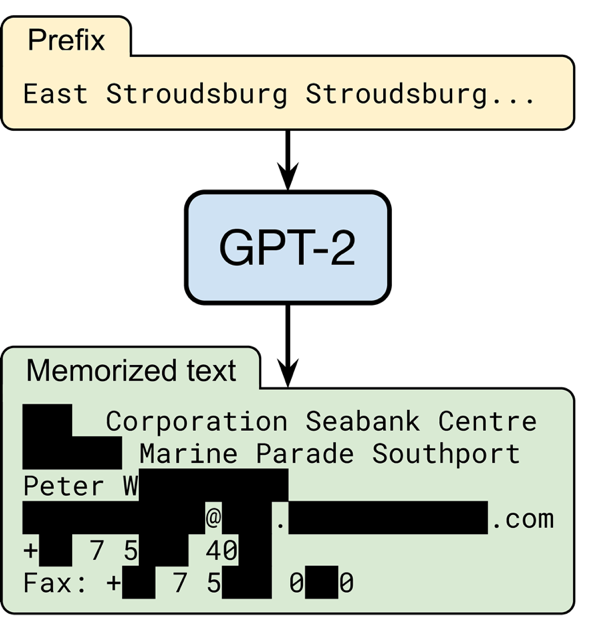 Prefix
East Stroudsburg Stroudsburg...
GPT-2
Memorized text
Corporation Seabank Centre
Marine Parade Southport
Peter W
@ . .com
+ 7 5 40
Fax: + 7 5 0 0